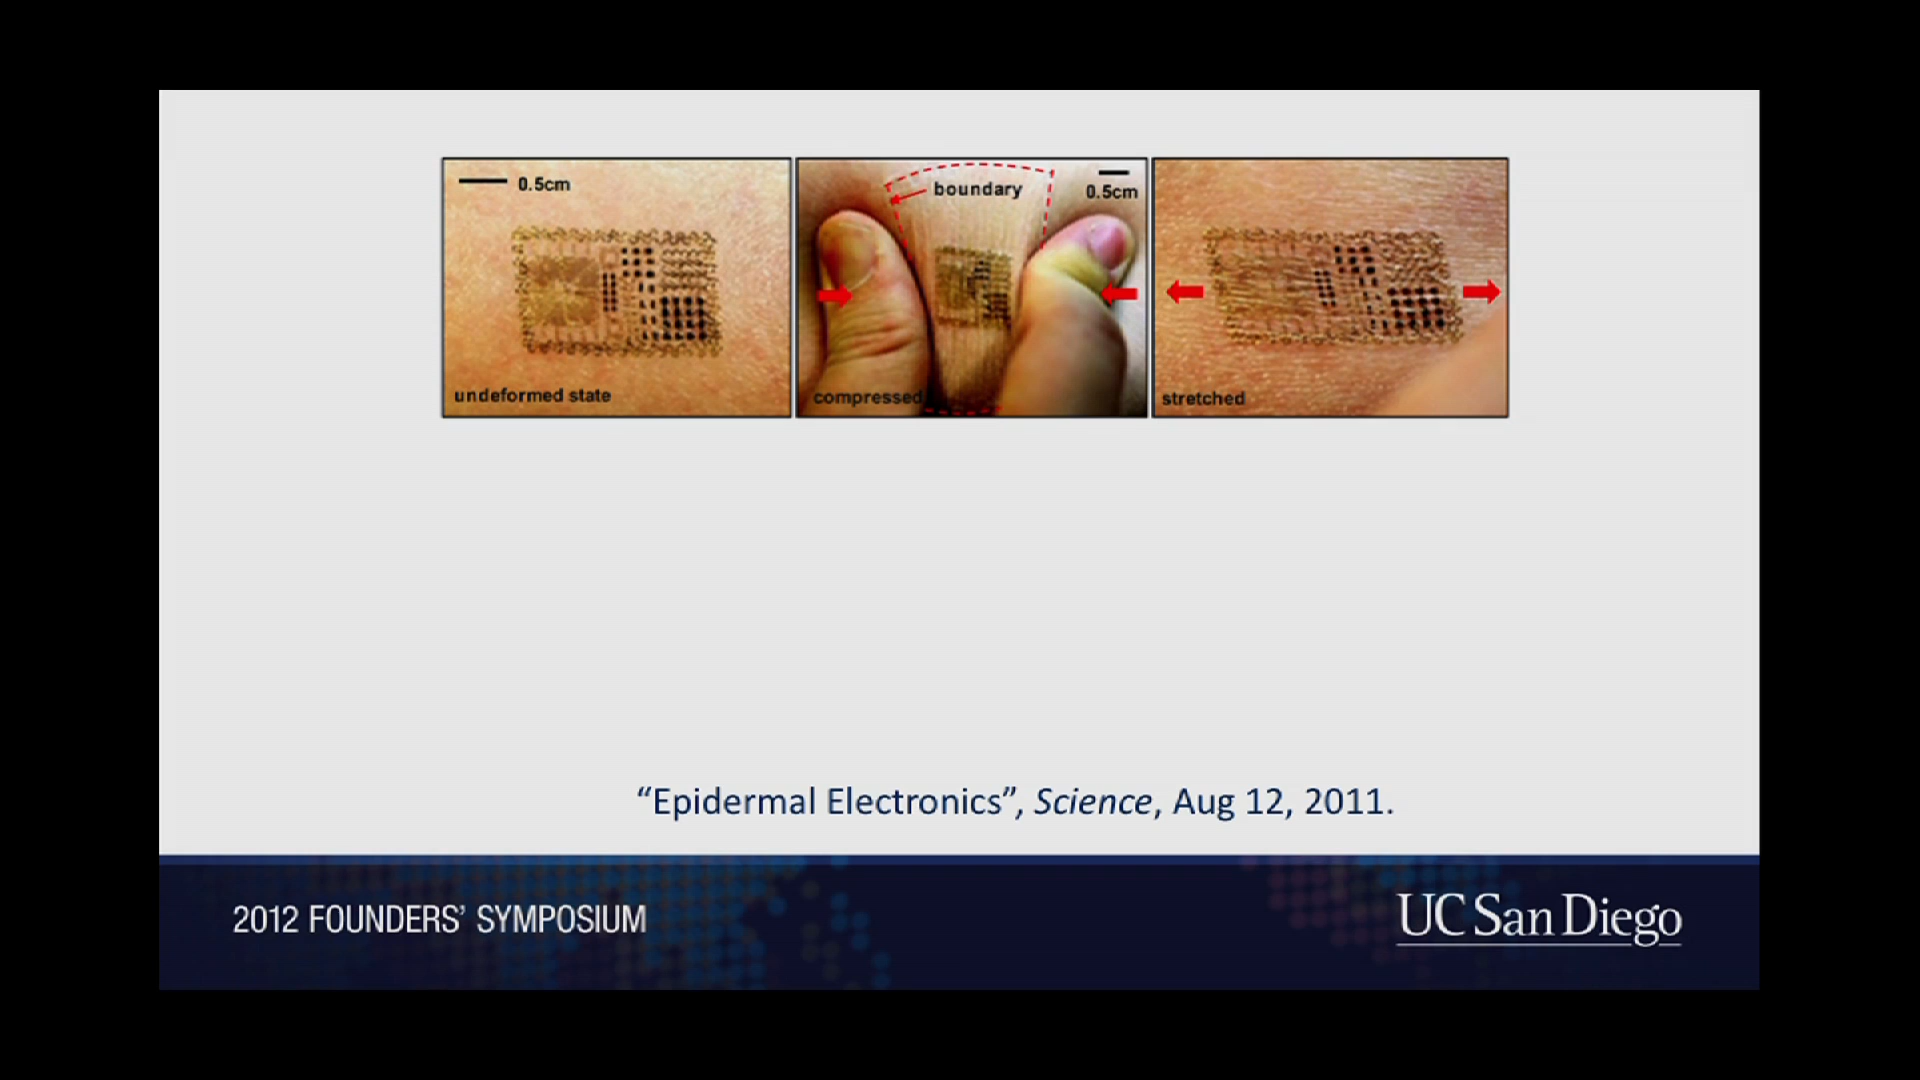 0.5cm
undeformed state
boundary
0.5cm
compressed
stretched
“Epidermal Electronics”, Science, Aug 12, 2011.
2012 FOUNDERS’ SYMPOSIUM
UC San Diego